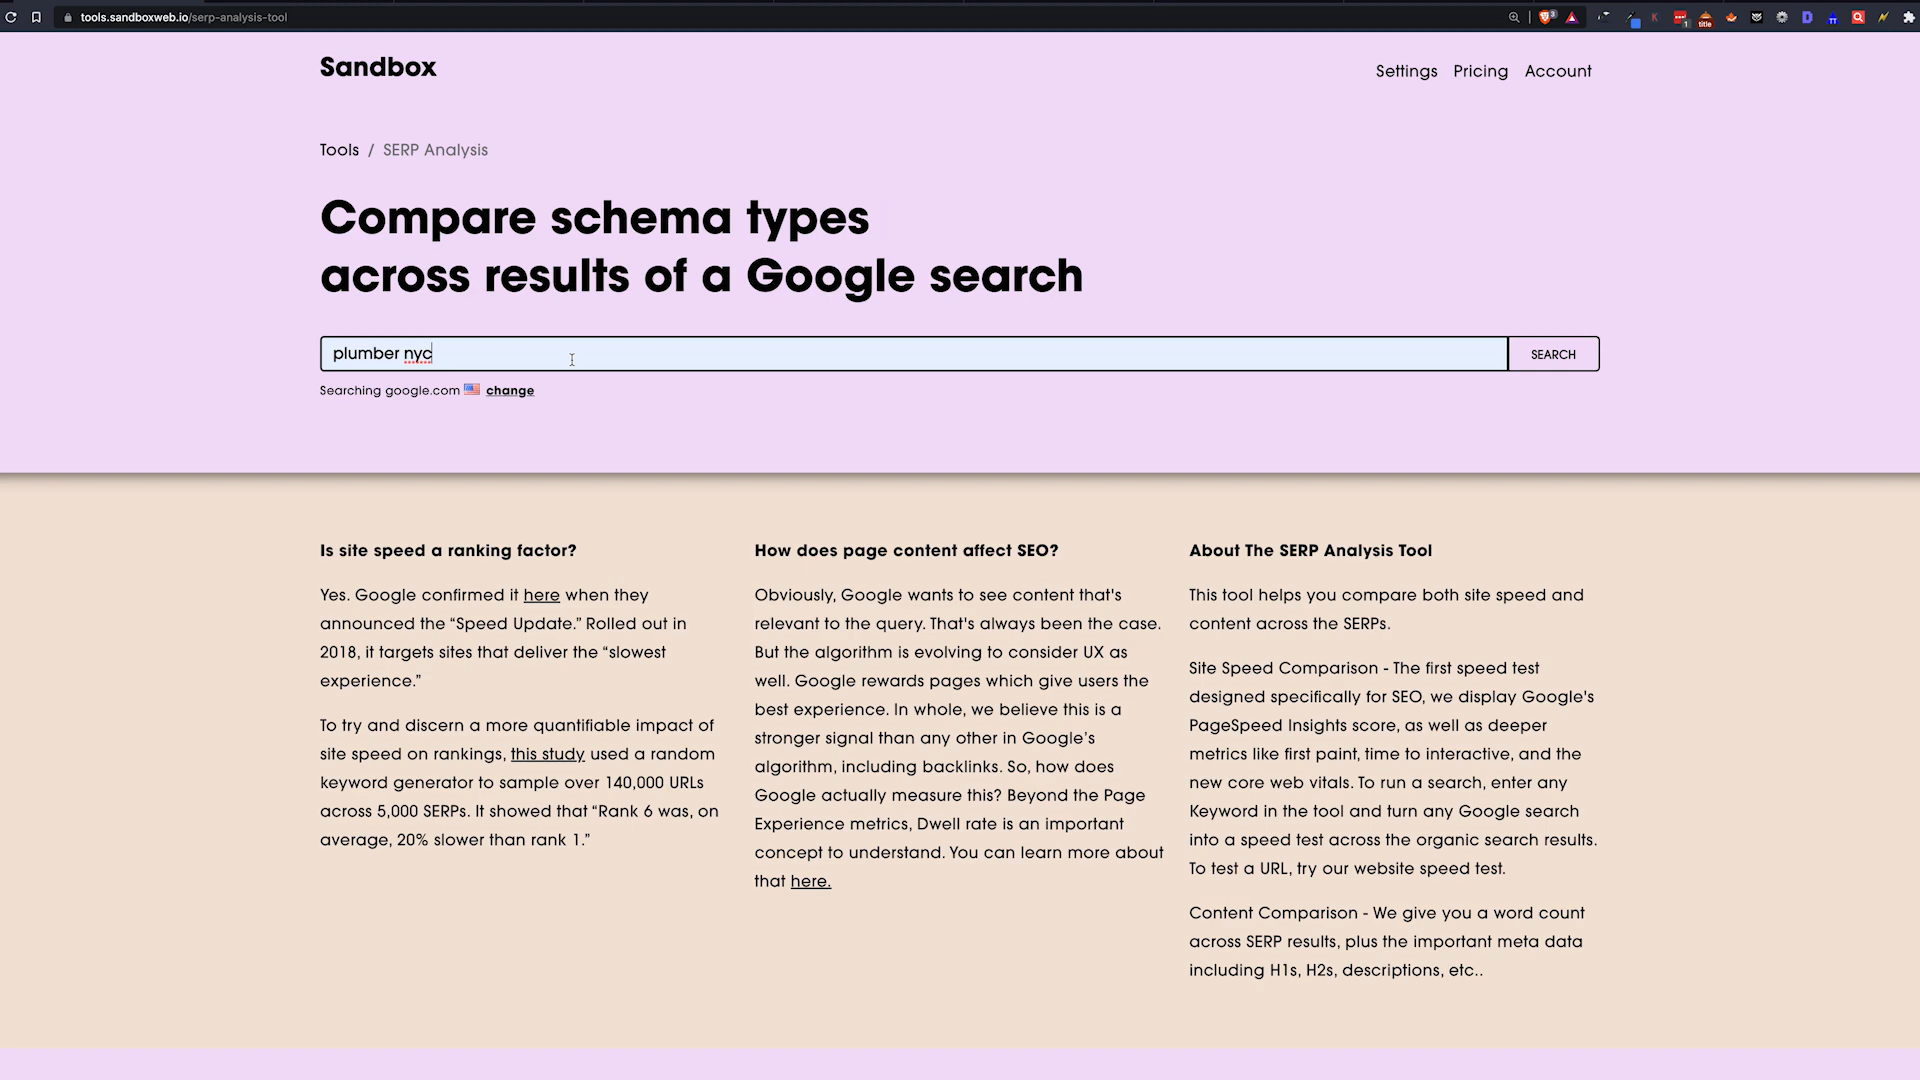 tools.sandboxweb.io/serp-analysis-tool
Sandbox
Settings Pricing Account
Tools / SERP Analysis
Compare schema types
across results of a Google search
plumber nyc
SEARCH
Searching google.com change
Is site speed a ranking factor?
Yes. Google confirmed it here when they
announced the “Speed Update.” Rolled out in
2018, it targets sites that deliver the “slowest
experience.”
To try and discern a more quantifiable impact of
site speed on rankings, this study used a random
keyword generator to sample over 140,000 URLs
across 5,000 SERPs. It showed that “Rank 6 was, on
average, 20% slower than rank 1.”
How does page content affect SEO?
Obviously, Google wants to see content that's
relevant to the query. That's always been the case.
But the algorithm is evolving to consider UX as
well. Google rewards pages which give users the
best experience. In whole, we believe this is a
stronger signal than any other in Google’s
algorithm, including backlinks. So, how does
Google actually measure this? Beyond the Page
Experience metrics, Dwell rate is an important
concept to understand. You can learn more about
that here.
About The SERP Analysis Tool
This tool helps you compare both site speed and
content across the SERPs.
Site Speed Comparison - The first speed test
designed specifically for SEO, we display Google's
PageSpeed Insights score, as well as deeper
metrics like first paint, time to interactive, and the
new core web vitals. To run a search, enter any
Keyword in the tool and turn any Google search
into a speed test across the organic search results.
To test a URL, try our website speed test.
Content Comparison - We give you a word count
across SERP results, plus the important meta data
including H1s, H2s, descriptions, etc..